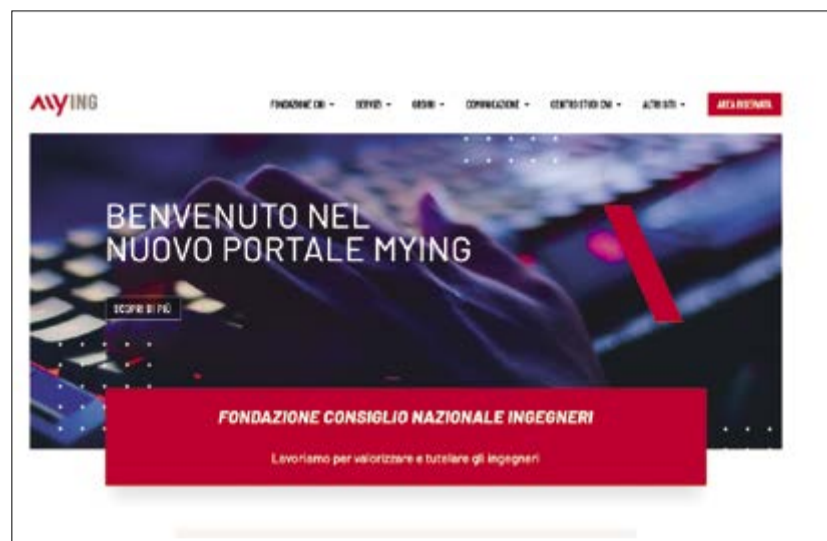 MYING
FONDAZIONE CNI SERVIZI COMUNICAZIONE CENTRO STUDI CNI ALTRI SITI AREA RISERVATA
BENVENUTO NEL
NUOVO PORTALE MYING
SCOPRI DI PIÙ
FONDAZIONE CONSIGLIO NAZIONALE INGEGNERI
Lavoriamo per valorizzare e tutelare gli ingegneri